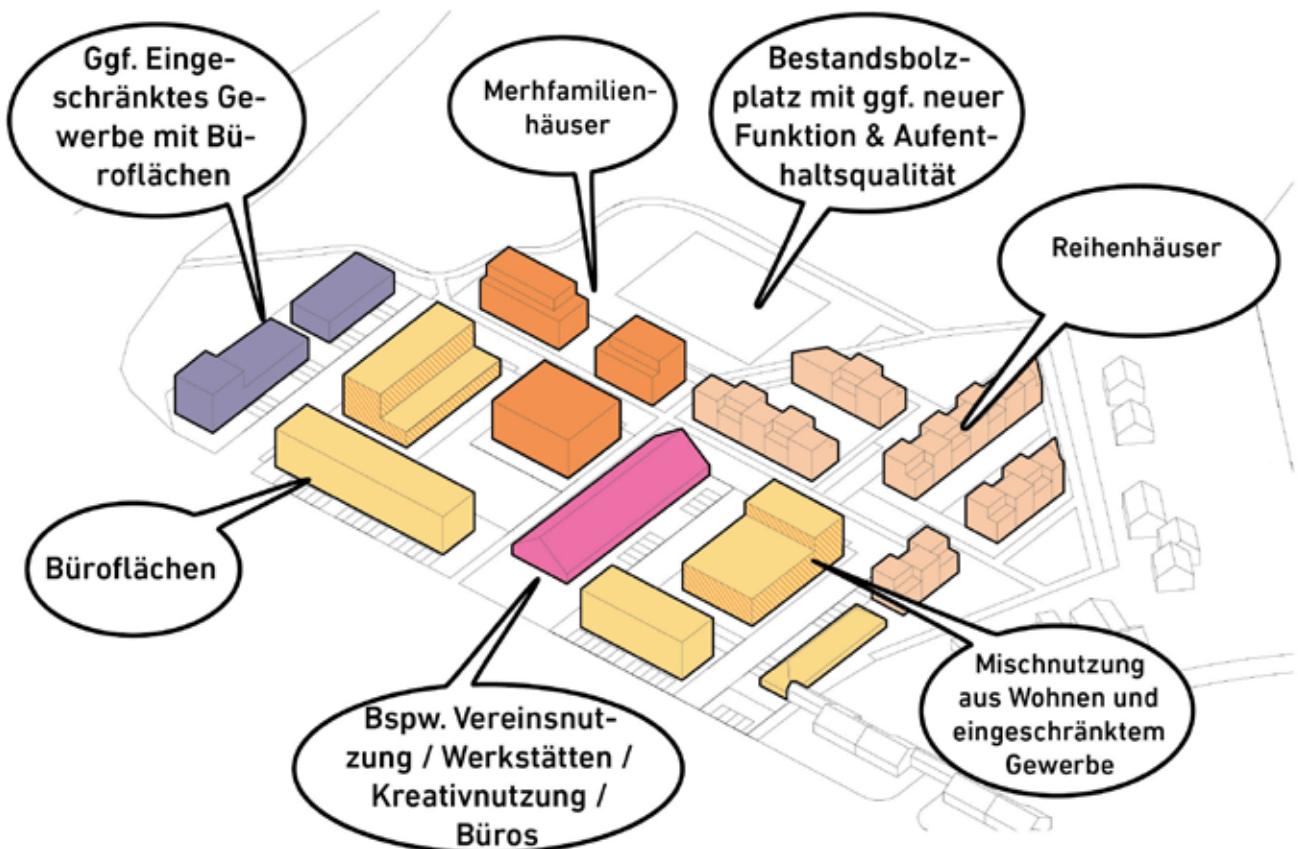 Ggf. Einge-
schränktes Ge-
werbe mit Bü-
roflächen
Merhfamilien-
häuser
Bestandsbolz-
platz mit ggf. neuer
Funktion & Aufent-
haltsqualität
Reihenhäuser
Büroflächen
Bspw. Vereinsnut-
zung / Werkstätten /
Kreativnutzung /
Büros
Mischnutzung
aus Wohnen und
eingeschränktem
Gewerbe